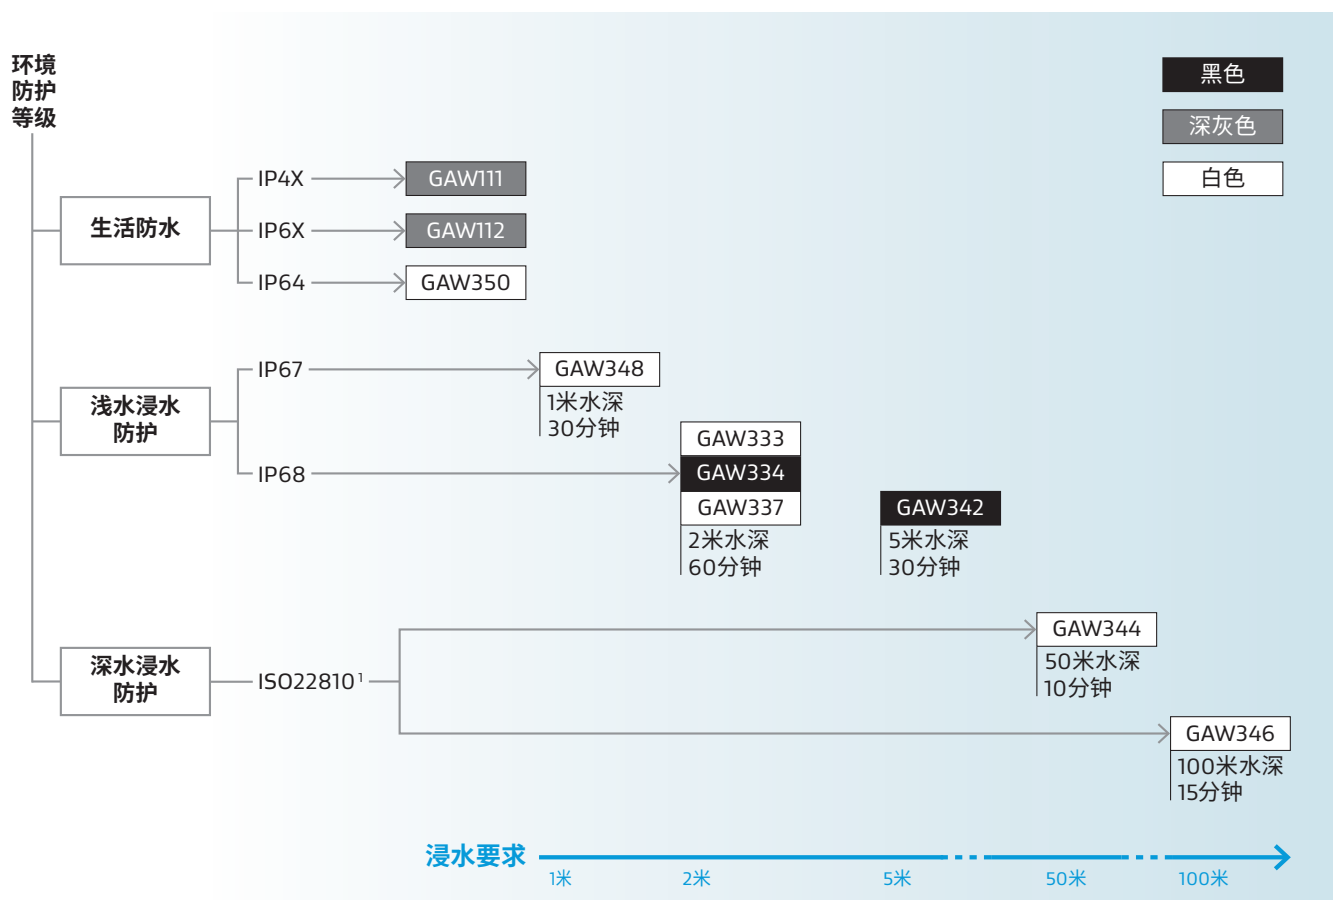 环境
防护
等级
黑色
深灰色
白色
生活防水
IP4X
GAW111
IP6X
GAW112
IP64
GAW350
浅水浸水
防护
IP67
GAW348
1米水深
30分钟
IP68
GAW333
GAW334
GAW337
2米水深
60分钟
GAW342
5米水深
30分钟
深水浸水
防护
ISO22810¹
GAW344
50米水深
10分钟
GAW346
100米水深
15分钟
浸水要求
1米
2米
5米
50米
100米